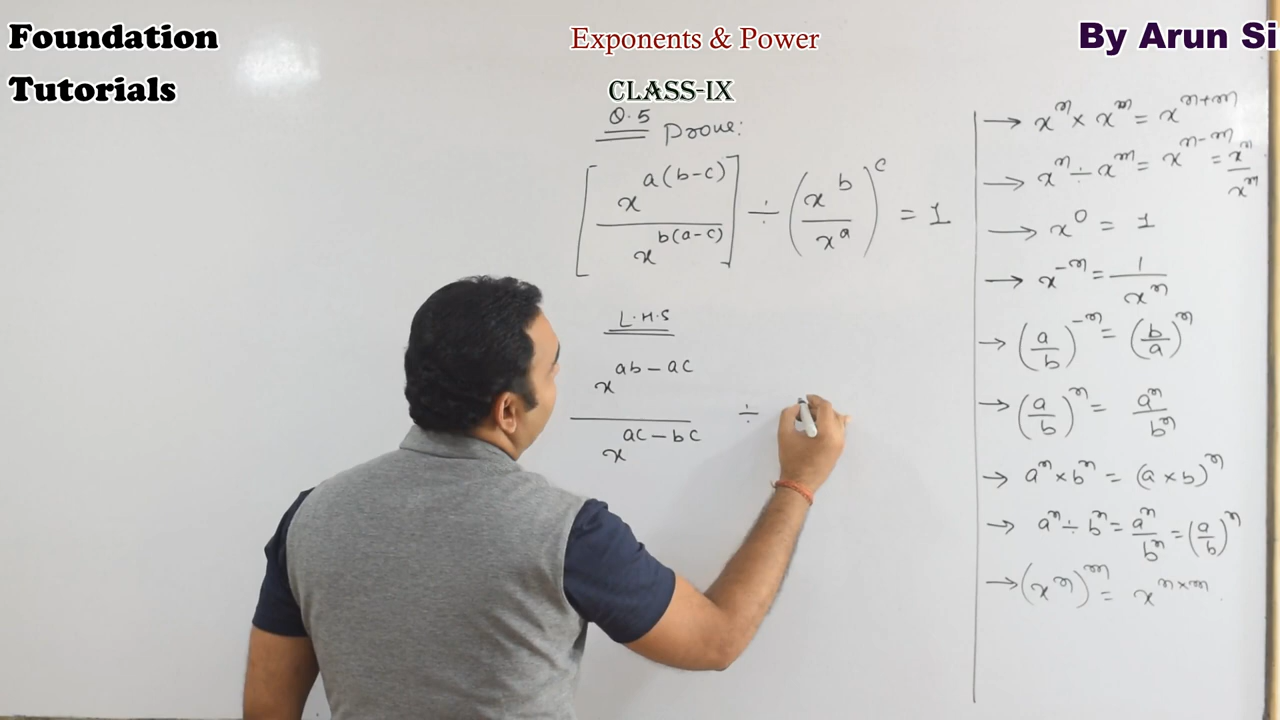 Foundation
Tutorials
Exponents & Power
CLASS-IX
By Arun Si
Q.5
Prove:
[x^{a(b-c)} / x^{b(a-c)}] ÷ (x^b / x^a)^c = 1
L.H.S
x^{ab-ac} / x^{ac-bc} ÷
→ x^n × x^m = x^{n+m}
→ x^n ÷ x^m = x^{n-m} = x^n / x^m
→ x^0 = 1
→ x^{-n} = 1 / x^n
→ (a/b)^{-n} = (b/a)^n
→ (a/b)^n = a^n / b^n
→ a^n × b^n = (a × b)^n
→ a^n ÷ b^n = a^n / b^n = (a/b)^n
→ (x^n)^m = x^{n×m}